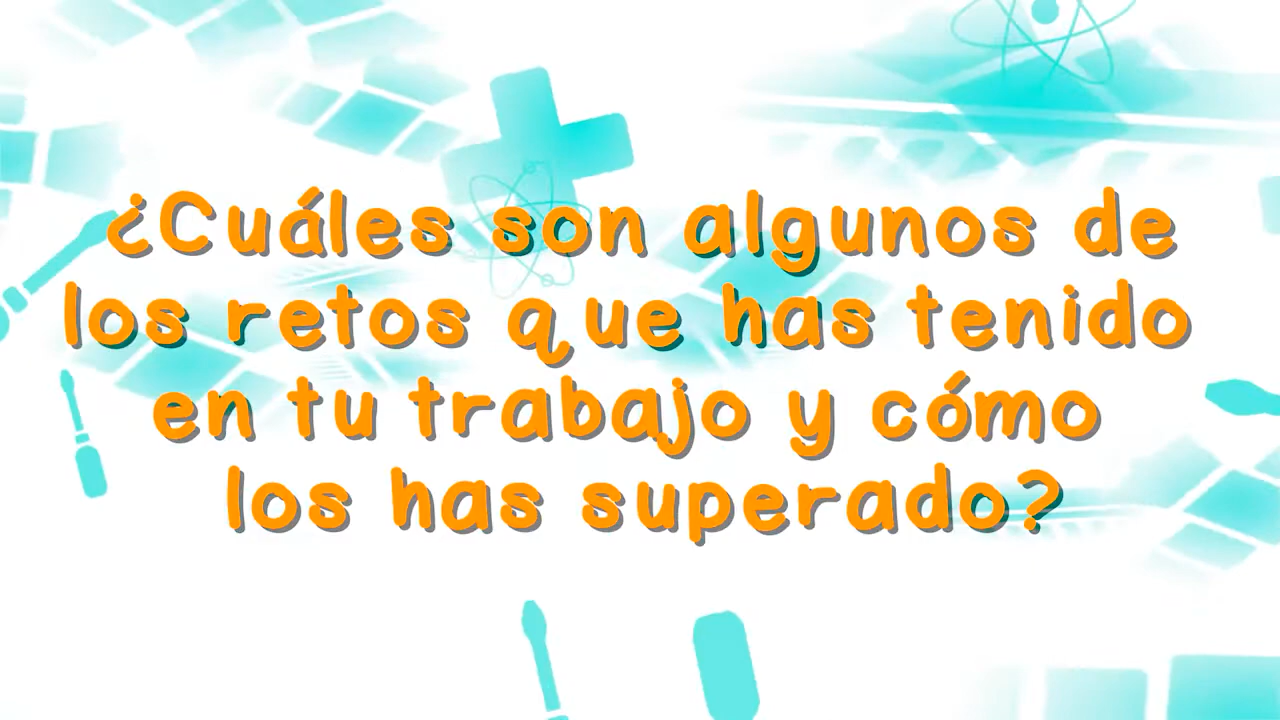 ¿Cuáles son algunos de
los retos que has tenido
en tu trabajo y cómo
los has superado?